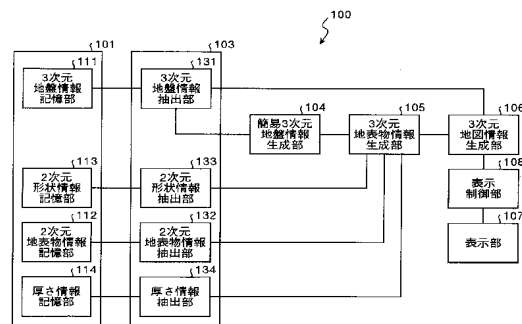 100
101
103
111
3次元
地盤情報
記憶部
131
3次元
地盤情報
抽出部
104
簡易3次元
地盤情報
生成部
105
3次元
地表物情報
生成部
106
3次元
地図情報
生成部
113
2次元
形状情報
記憶部
133
2次元
形状情報
抽出部
108
表示
制御部
112
2次元
地表物情報
記憶部
132
2次元
地表物情報
抽出部
107
表示部
114
厚さ情報
記憶部
134
厚さ情報
抽出部